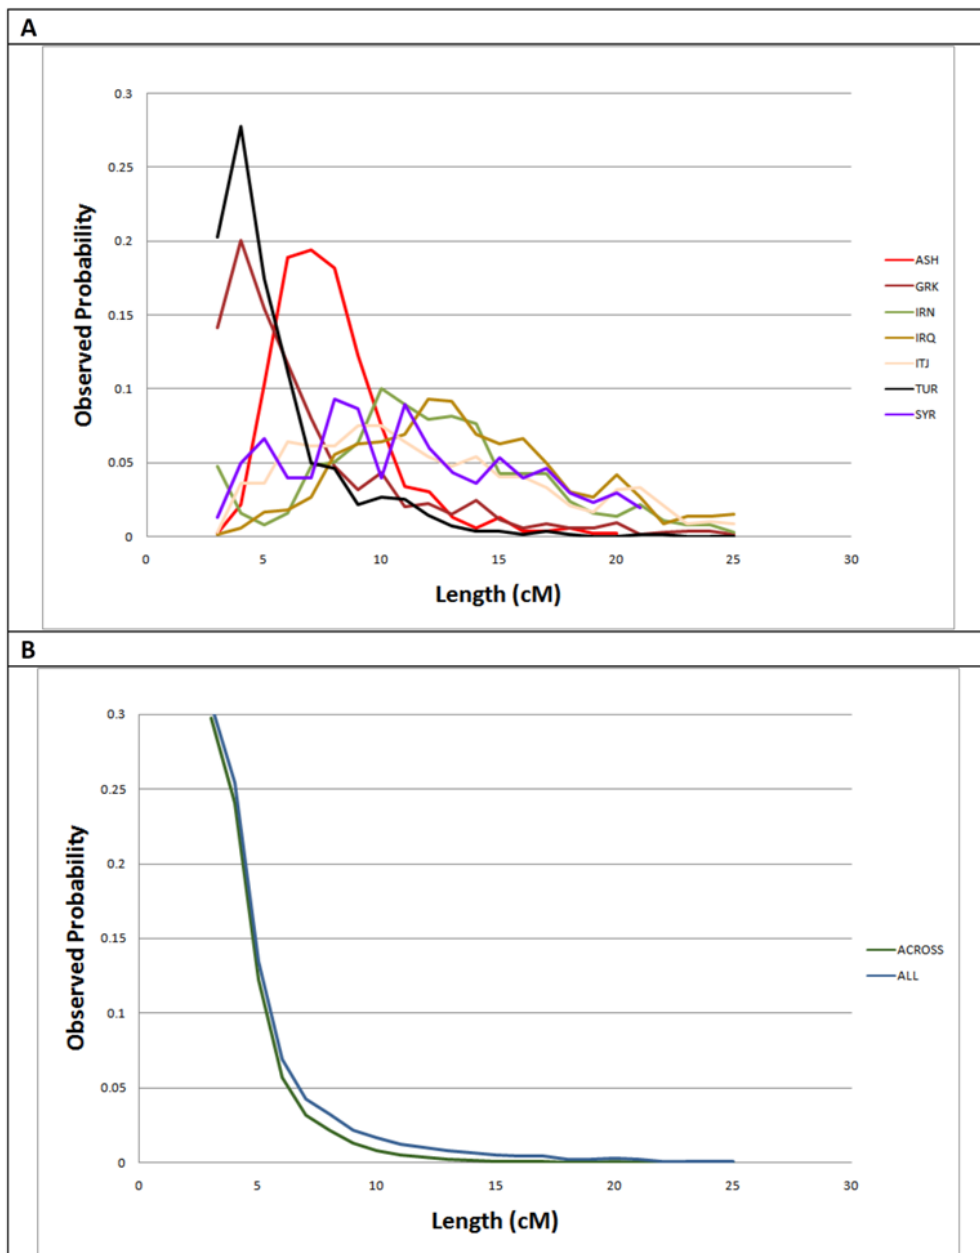 A
0.3
0.25
0.2
0.15
0.1
0.05
0
0 5 10 15 20 25 30
Observed Probability
Length (cM)
ASH
GRK
IRN
IRQ
ITJ
TUR
SYR
B
0.3
0.25
0.2
0.15
0.1
0.05
0
0 5 10 15 20 25 30
Observed Probability
Length (cM)
ACROSS
ALL